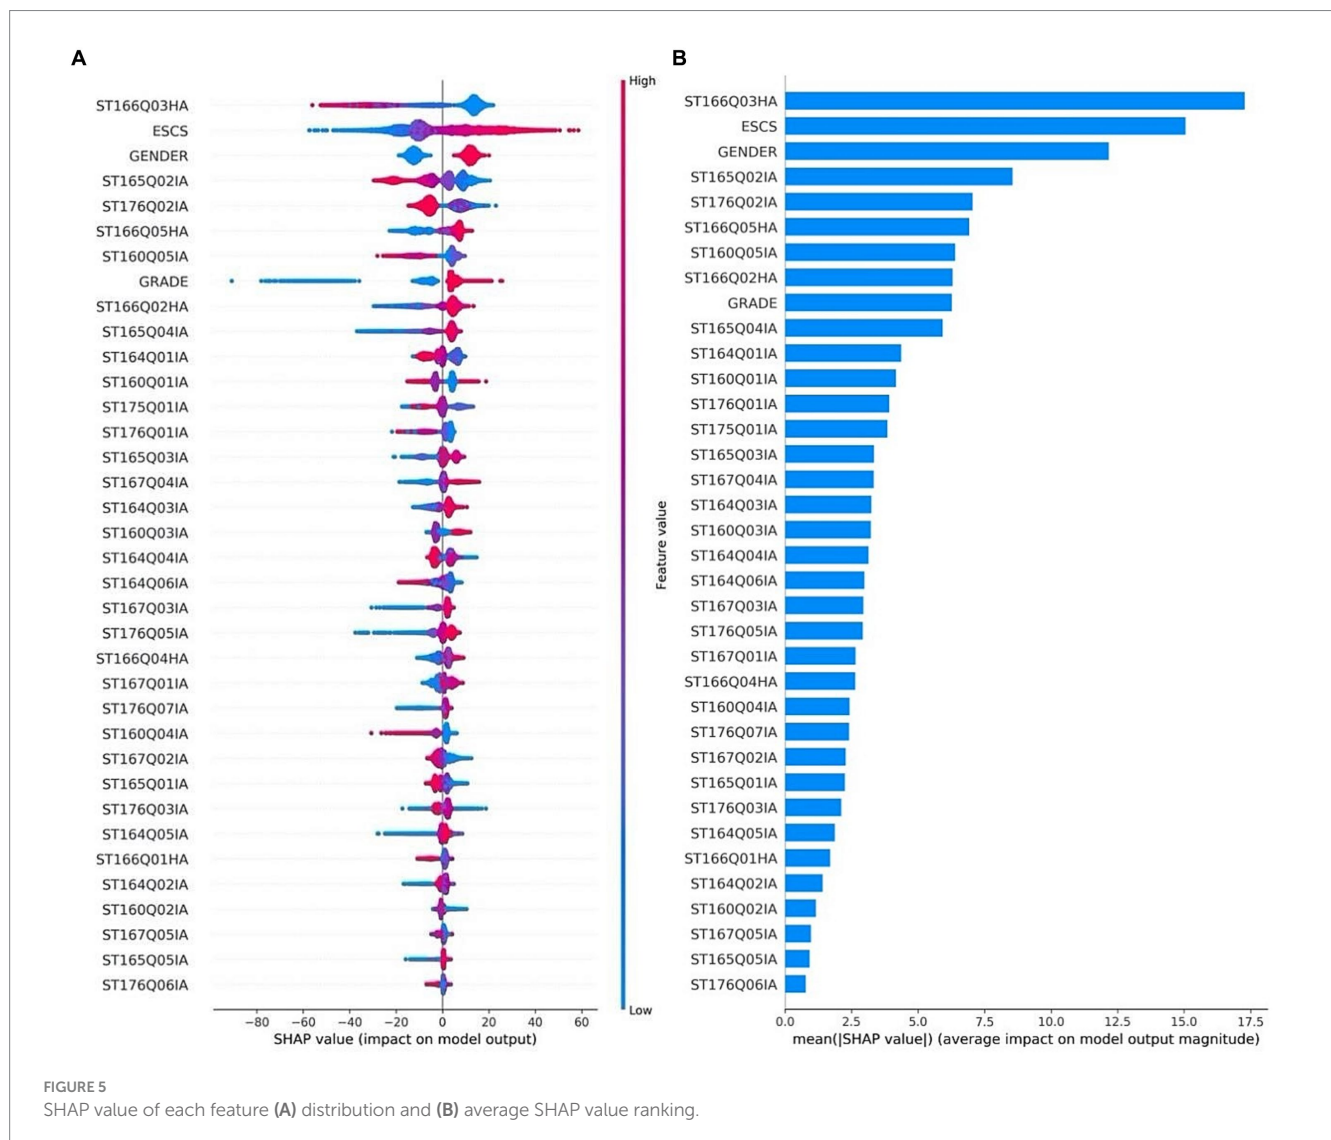 A
ST166Q03HA
ESCS
GENDER
ST165Q02IA
ST176Q02IA
ST166Q05HA
ST160Q05IA
GRADE
ST166Q02HA
ST165Q04IA
ST164Q01IA
ST160Q01IA
ST175Q01IA
ST176Q01IA
ST165Q03IA
ST167Q04IA
ST164Q03IA
ST160Q03IA
ST164Q04IA
ST164Q06IA
ST167Q03IA
ST176Q05IA
ST166Q04HA
ST167Q01IA
ST176Q07IA
ST160Q04IA
ST167Q02IA
ST165Q01IA
ST176Q03IA
ST164Q05IA
ST166Q01HA
ST164Q02IA
ST160Q02IA
ST167Q05IA
ST165Q05IA
ST176Q06IA
−80 −60 −40 −20 0 20 40 60
SHAP value (impact on model output)
High
Feature value
Low
B
ST166Q03HA
ESCS
GENDER
ST165Q02IA
ST176Q02IA
ST166Q05HA
ST160Q05IA
ST166Q02HA
GRADE
ST165Q04IA
ST164Q01IA
ST160Q01IA
ST176Q01IA
ST175Q01IA
ST165Q03IA
ST167Q04IA
ST164Q03IA
ST160Q03IA
ST164Q04IA
ST164Q06IA
ST167Q03IA
ST176Q05IA
ST167Q01IA
ST166Q04HA
ST160Q04IA
ST176Q07IA
ST167Q02IA
ST165Q01IA
ST176Q03IA
ST164Q05IA
ST166Q01HA
ST164Q02IA
ST160Q02IA
ST167Q05IA
ST165Q05IA
ST176Q06IA
0.0 2.5 5.0 7.5 10.0 12.5 15.0 17.5
mean(|SHAP value|) (average impact on model output magnitude)
FIGURE 5
SHAP value of each feature (A) distribution and (B) average SHAP value ranking.